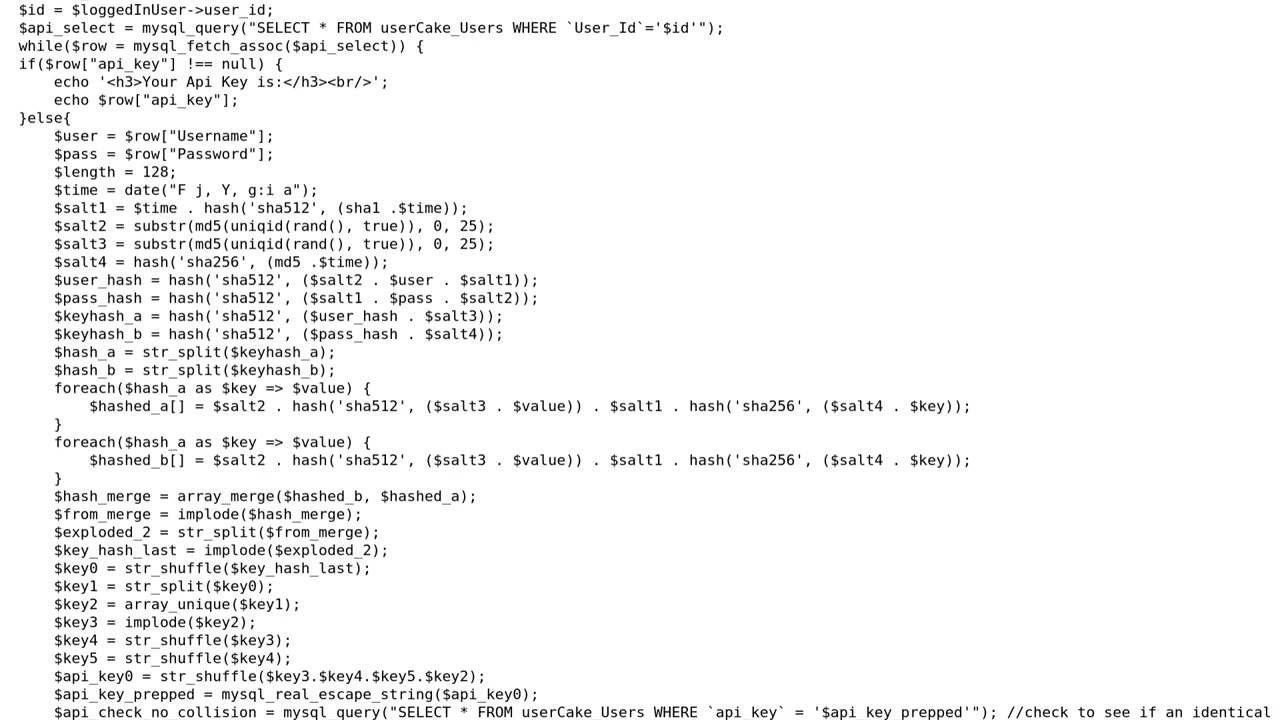 $id = $loggedInUser->user_id;
$api_select = mysql_query("SELECT * FROM userCake_Users WHERE `User_Id`='$id'");
while($row = mysql_fetch_assoc($api_select)) {
if($row["api_key"] !== null) {
    echo '<h3>Your Api Key is:</h3><br/>';
    echo $row["api_key"];
}else{
    $user = $row["Username"];
    $pass = $row["Password"];
    $length = 128;
    $time = date("F j, Y, g:i a");
    $salt1 = $time . hash('sha512', (sha1 .$time));
    $salt2 = substr(md5(uniqid(rand(), true)), 0, 25);
    $salt3 = substr(md5(uniqid(rand(), true)), 0, 25);
    $salt4 = hash('sha256', (md5 .$time));
    $user_hash = hash('sha512', ($salt2 . $user . $salt1));
    $pass_hash = hash('sha512', ($salt1 . $pass . $salt2));
    $keyhash_a = hash('sha512', ($user_hash . $salt3));
    $keyhash_b = hash('sha512', ($pass_hash . $salt4));
    $hash_a = str_split($keyhash_a);
    $hash_b = str_split($keyhash_b);
    foreach($hash_a as $key => $value) {
        $hashed_a[] = $salt2 . hash('sha512', ($salt3 . $value)) . $salt1 . hash('sha256', ($salt4 . $key));
    }
    foreach($hash_a as $key => $value) {
        $hashed_b[] = $salt2 . hash('sha512', ($salt3 . $value)) . $salt1 . hash('sha256', ($salt4 . $key));
    }
    $hash_merge = array_merge($hashed_b, $hashed_a);
    $from_merge = implode($hash_merge);
    $exploded_2 = str_split($from_merge);
    $key_hash_last = implode($exploded_2);
    $key0 = str_shuffle($key_hash_last);
    $key1 = str_split($key0);
    $key2 = array_unique($key1);
    $key3 = implode($key2);
    $key4 = str_shuffle($key3);
    $key5 = str_shuffle($key4);
    $api_key0 = str_shuffle($key3.$key4.$key5.$key2);
    $api_key_prepped = mysql_real_escape_string($api_key0);
    $api_check_no_collision = mysql_query("SELECT * FROM userCake_Users WHERE `api_key` = '$api_key_prepped'"); //check to see if an identical